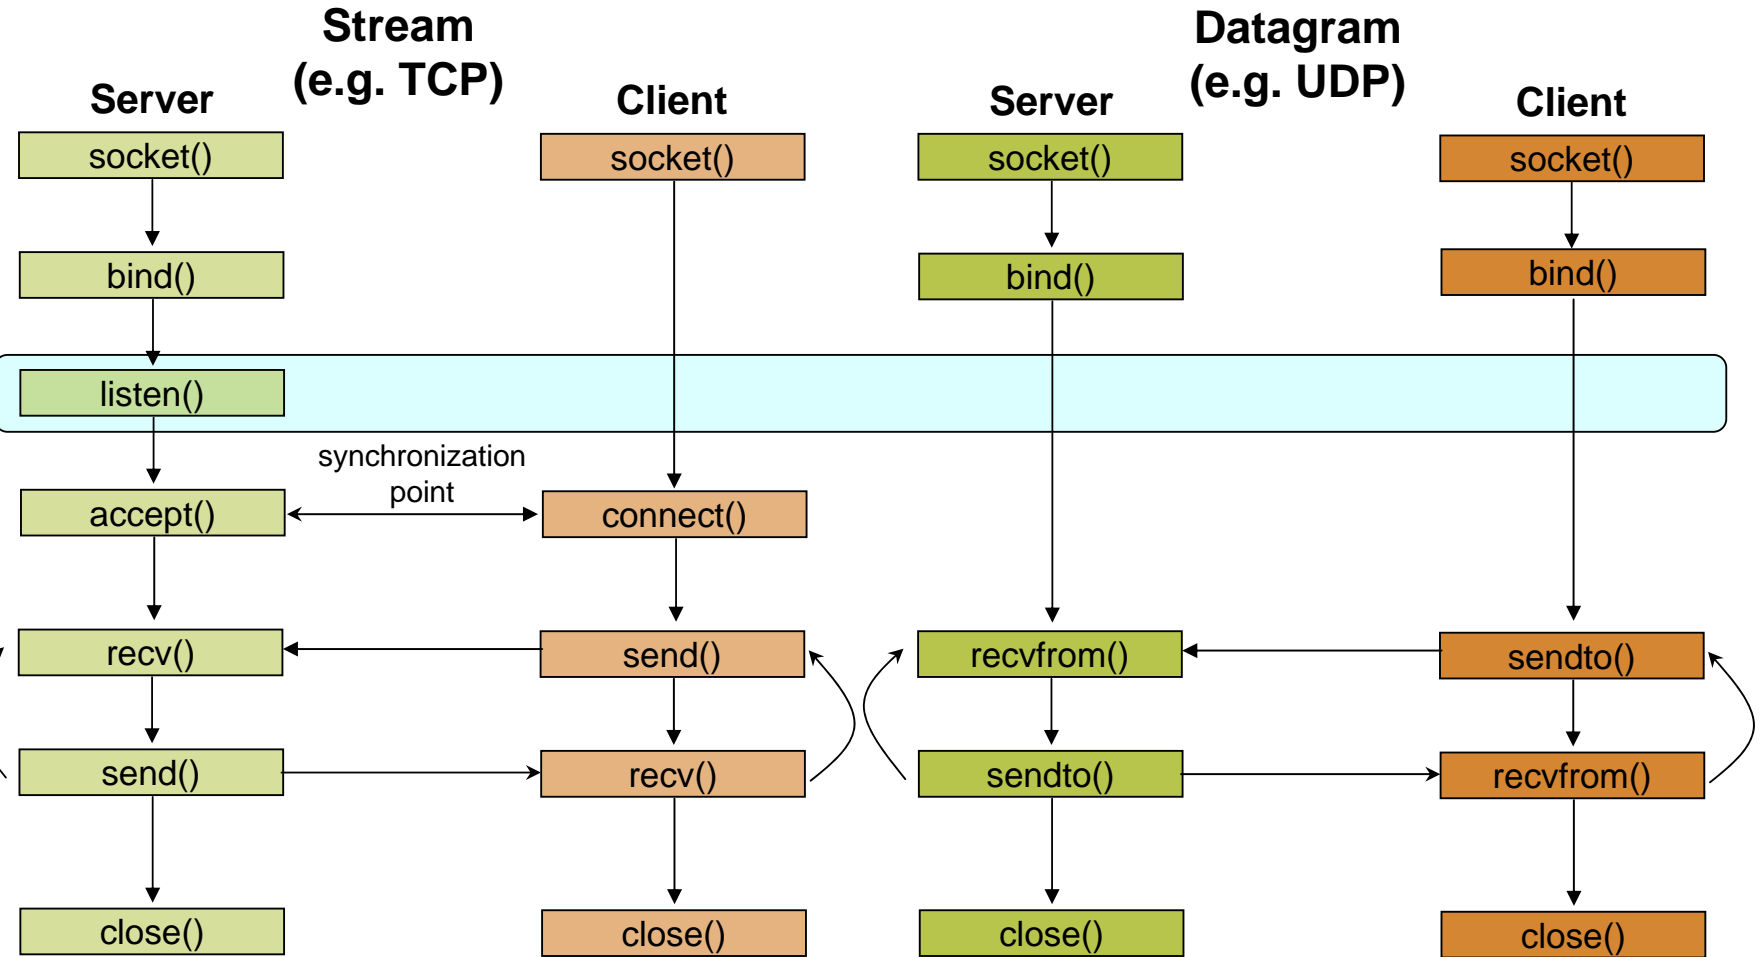 Stream
(e.g. TCP)
Datagram
(e.g. UDP)
Server
Client
Server
Client
socket()
socket()
socket()
socket()
bind()
bind()
bind()
listen()
synchronization
point
accept()
connect()
recv()
send()
recvfrom()
sendto()
send()
recv()
sendto()
recvfrom()
close()
close()
close()
close()